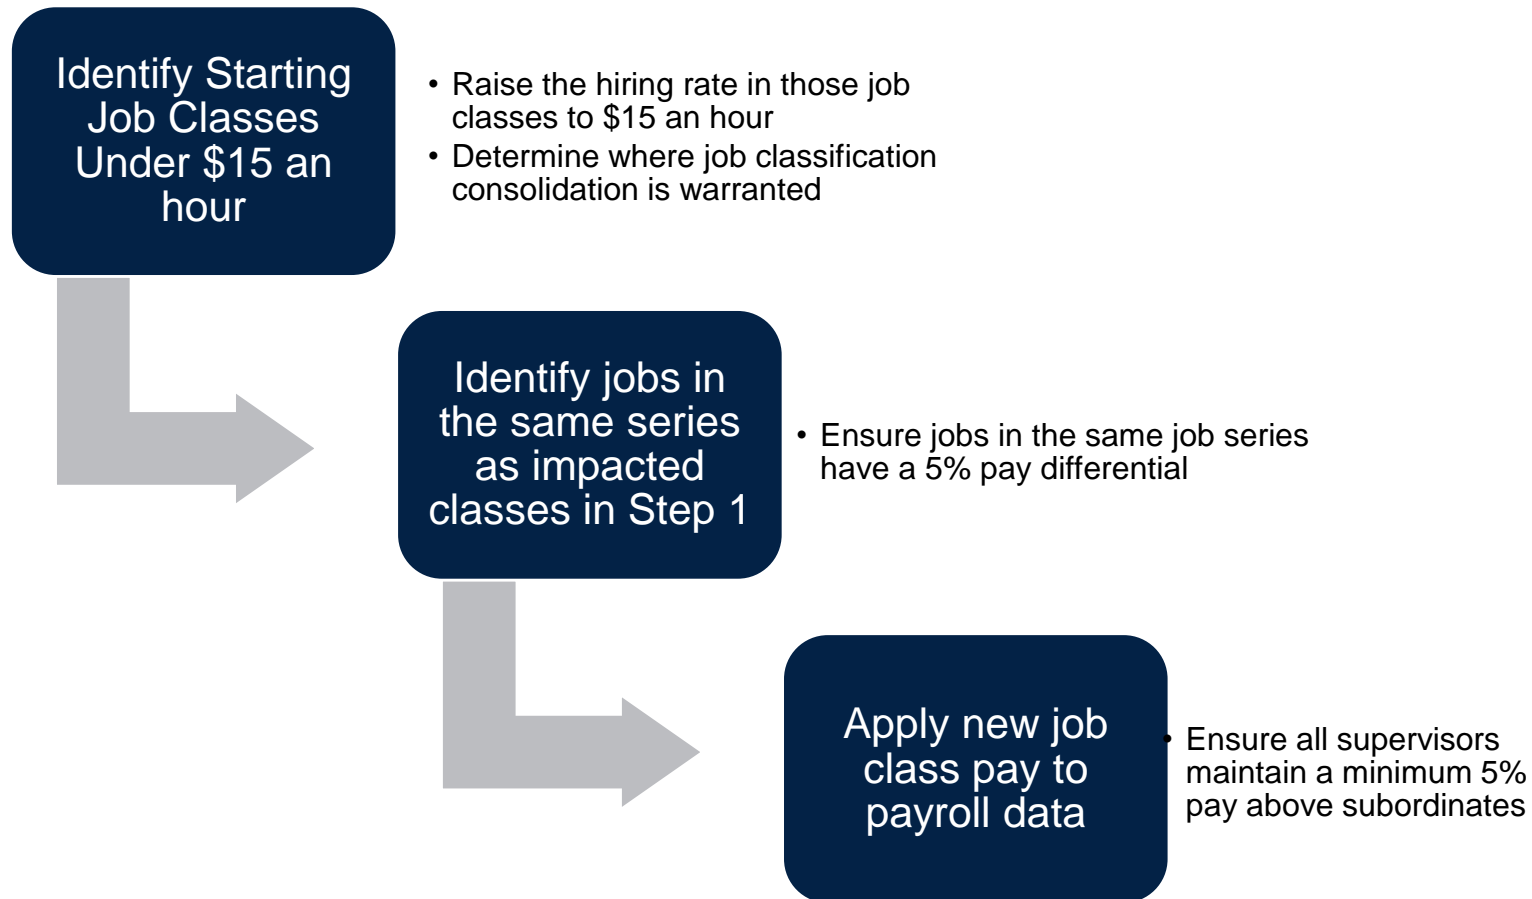 Identify Starting
Job Classes
Under $15 an
hour
• Raise the hiring rate in those job
classes to $15 an hour
• Determine where job classification
consolidation is warranted
Identify jobs in
the same series
as impacted
classes in Step 1
• Ensure jobs in the same job series
have a 5% pay differential
Apply new job
class pay to
payroll data
• Ensure all supervisors
maintain a minimum 5%
pay above subordinates